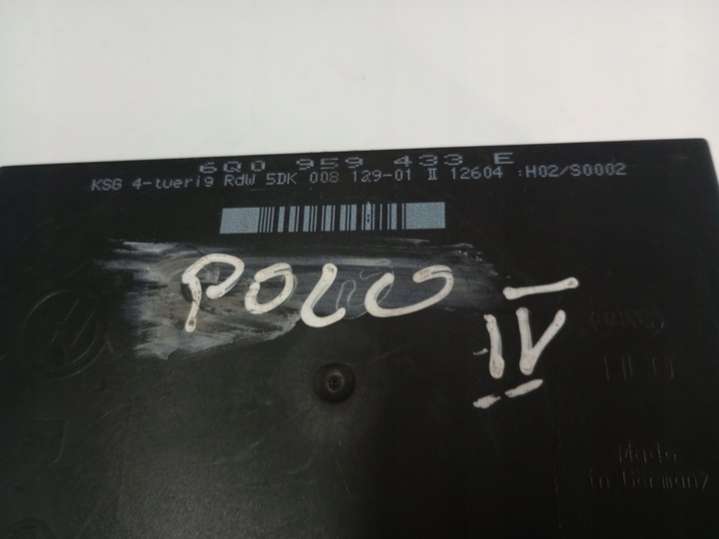 6Q0 959 433 E
KSG 4-tuerig RdW 5DK 008 129-01 II 12604 :H02/S0002
POLO
IV
Made
in Germany